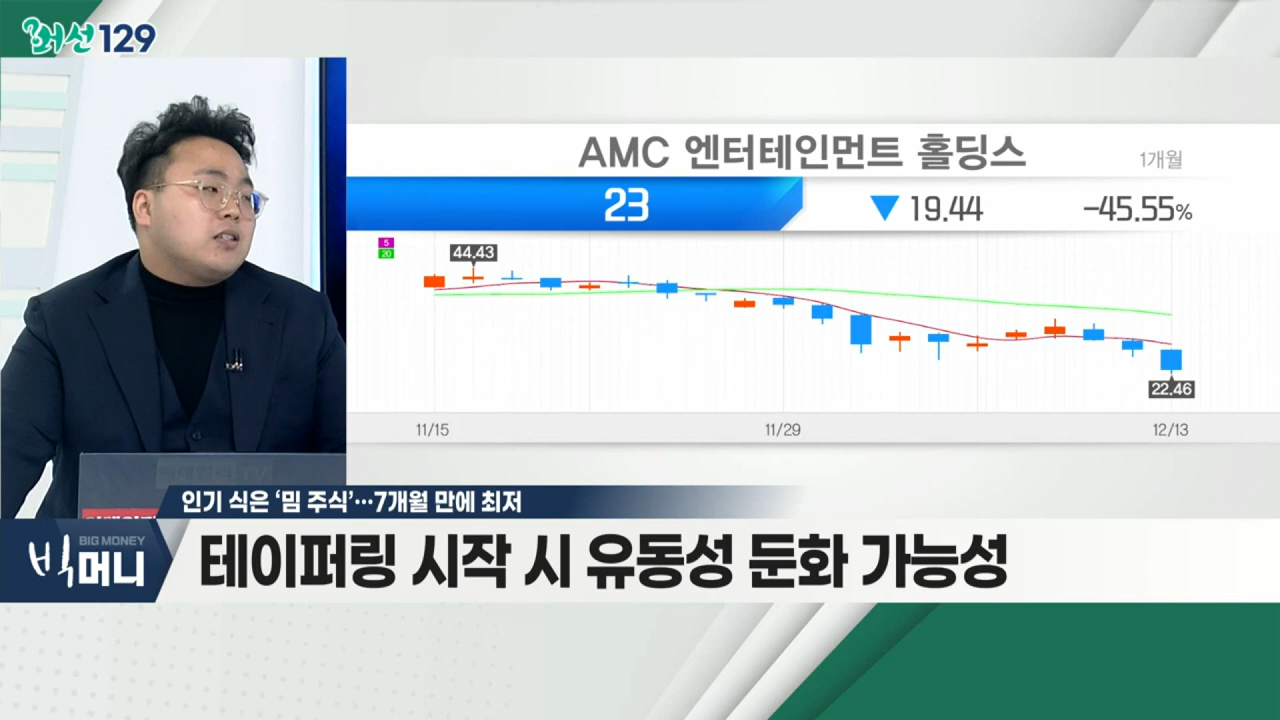 머선129
AMC 엔터테인먼트 홀딩스
1개월
23
▼ 19.44
-45.55%
5
20
44.43
22.46
11/15
11/29
12/13
인기 식은 ‘밈 주식’…7개월 만에 최저
BIG MONEY
빅머니
테이퍼링 시작 시 유동성 둔화 가능성